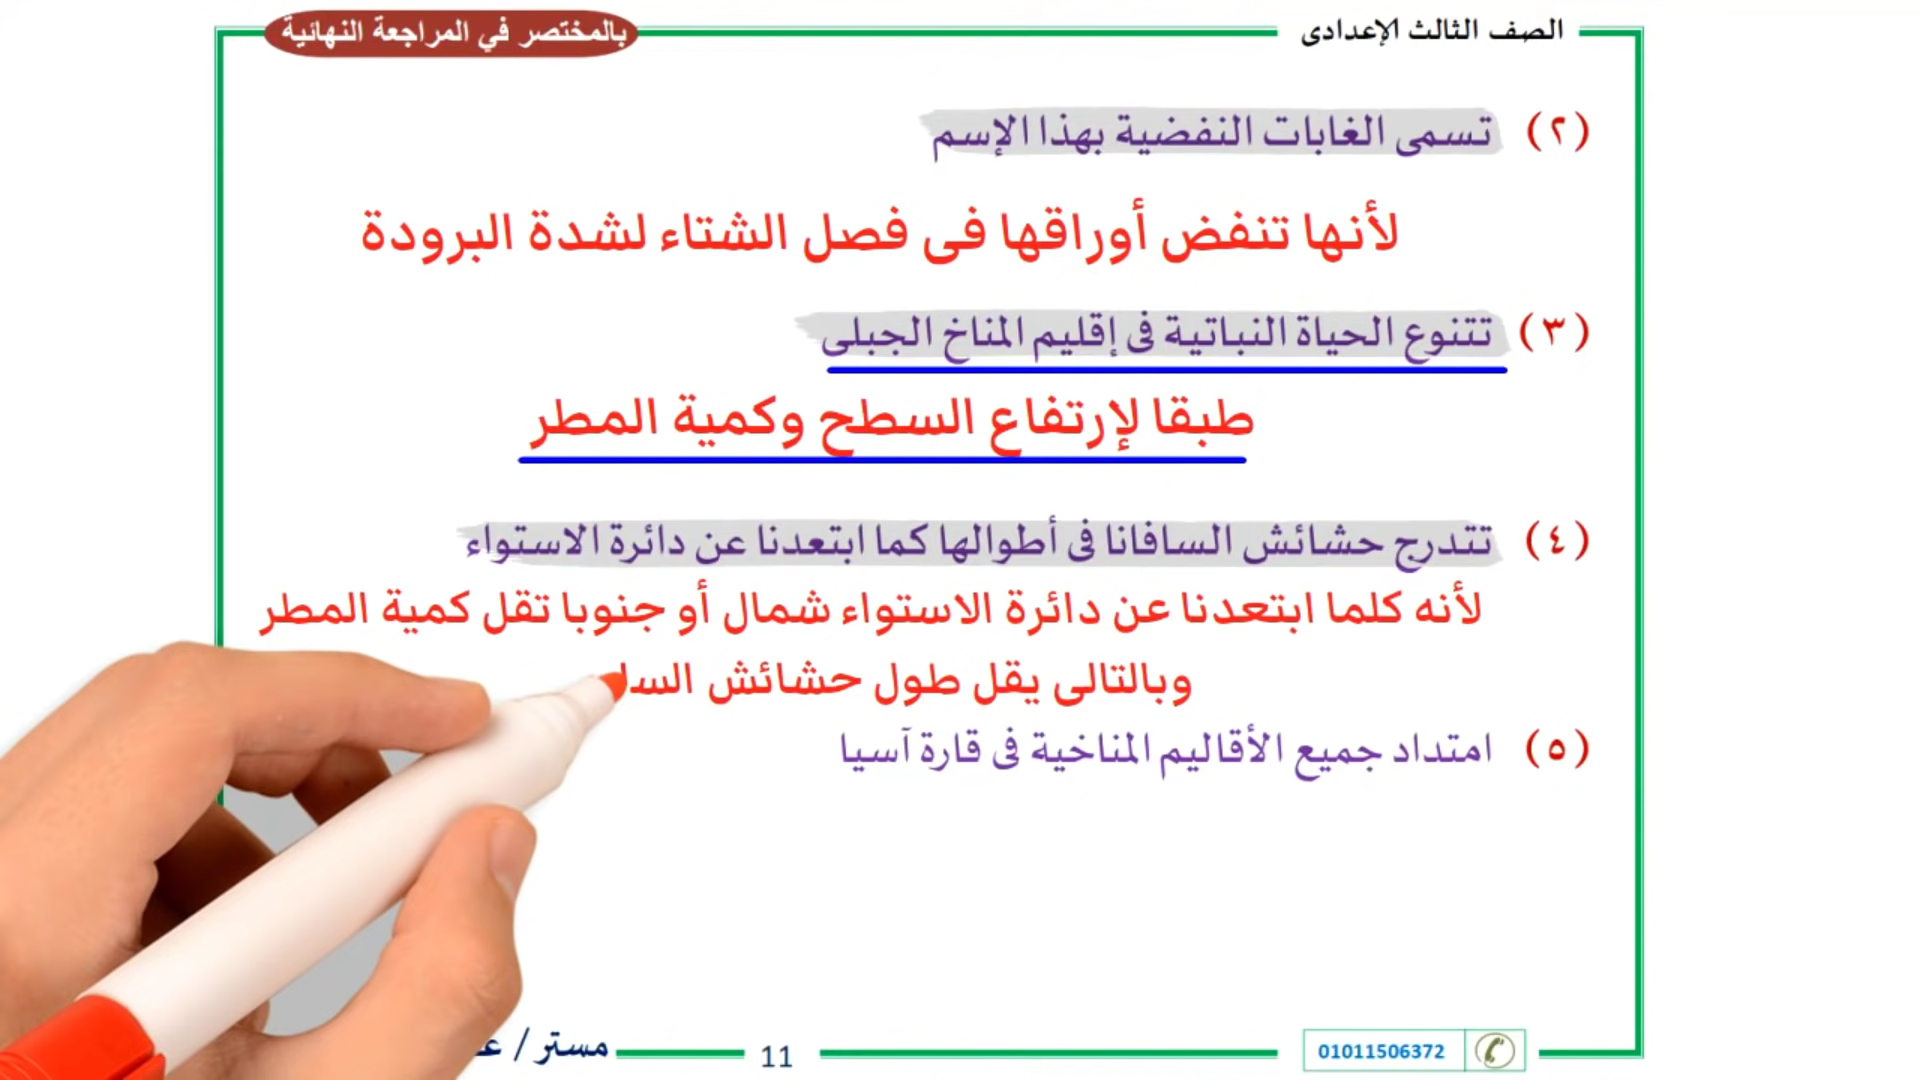 الصف الثالث الإعدادى
بالمختصر في المراجعة النهائية
(٢) تسمى الغابات النفضية بهذا الإسم
لأنها تنفض أوراقها فى فصل الشتاء لشدة البرودة
(٣) تتنوع الحياة النباتية فى إقليم المناخ الجبلى
طبقا لإرتفاع السطح وكمية المطر
(٤) تتدرج حشائش السافانا فى أطوالها كما ابتعدنا عن دائرة الاستواء
لأنه كلما ابتعدنا عن دائرة الاستواء شمال أو جنوبا تقل كمية المطر
وبالتالى يقل طول حشائش السا
(٥) امتداد جميع الأقاليم المناخية فى قارة آسيا
01011506372
11
مستر /